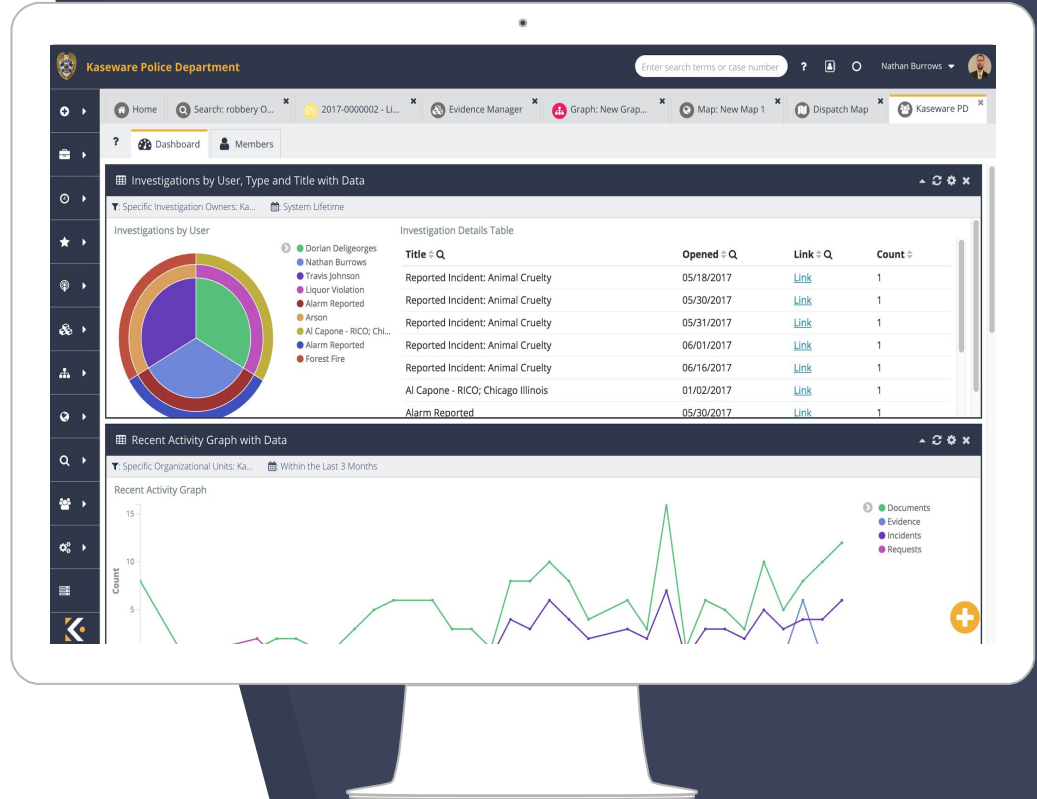 Kaseware Police Department
Enter search terms or case number
?
Nathan Burrows
Home
Search: robbery O...
2017-0000002 - Li...
Evidence Manager
Graph: New Grap...
Map: New Map 1
Dispatch Map
Kaseware PD
?
Dashboard
Members
Investigations by User, Type and Title with Data
Specific Investigation Owners: Ka...
System Lifetime
Investigations by User
Dorian Deligeorges
Nathan Burrows
Travis Johnson
Liquor Violation
Alarm Reported
Arson
Al Capone - RICO; Chi...
Alarm Reported
Forest Fire
Investigation Details Table
Title Opened Link Count
Reported Incident: Animal Cruelty 05/18/2017 Link 1
Reported Incident: Animal Cruelty 05/30/2017 Link 1
Reported Incident: Animal Cruelty 05/31/2017 Link 1
Reported Incident: Animal Cruelty 06/01/2017 Link 1
Reported Incident: Animal Cruelty 06/16/2017 Link 1
Al Capone - RICO; Chicago Illinois 01/02/2017 Link 1
Alarm Reported 05/30/2017 Link 1
Recent Activity Graph with Data
Specific Organizational Units: Ka...
Within the Last 3 Months
Recent Activity Graph
15
10
5
Count
Documents
Evidence
Incidents
Requests